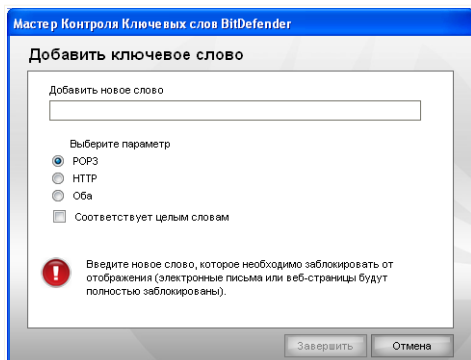 Мастер Контроля Ключевых слов BitDefender
Добавить ключевое слово
Добавить новое слово
Выберите параметр
POP3
HTTP
Оба
Соответствует целым словам
Введите новое слово, которое необходимо заблокировать от
отображения (электронные письма или веб-страницы будут
полностью заблокированы).
Завершить
Отмена